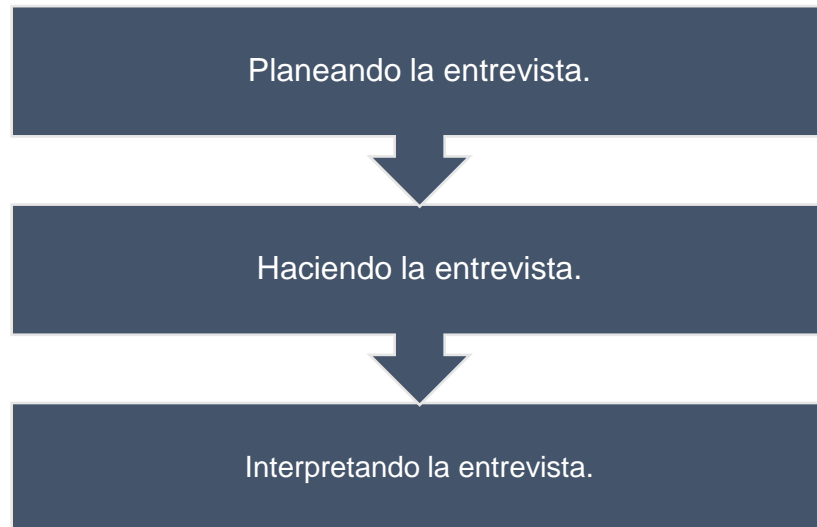 Planeando la entrevista.
Haciendo la entrevista.
Interpretando la entrevista.